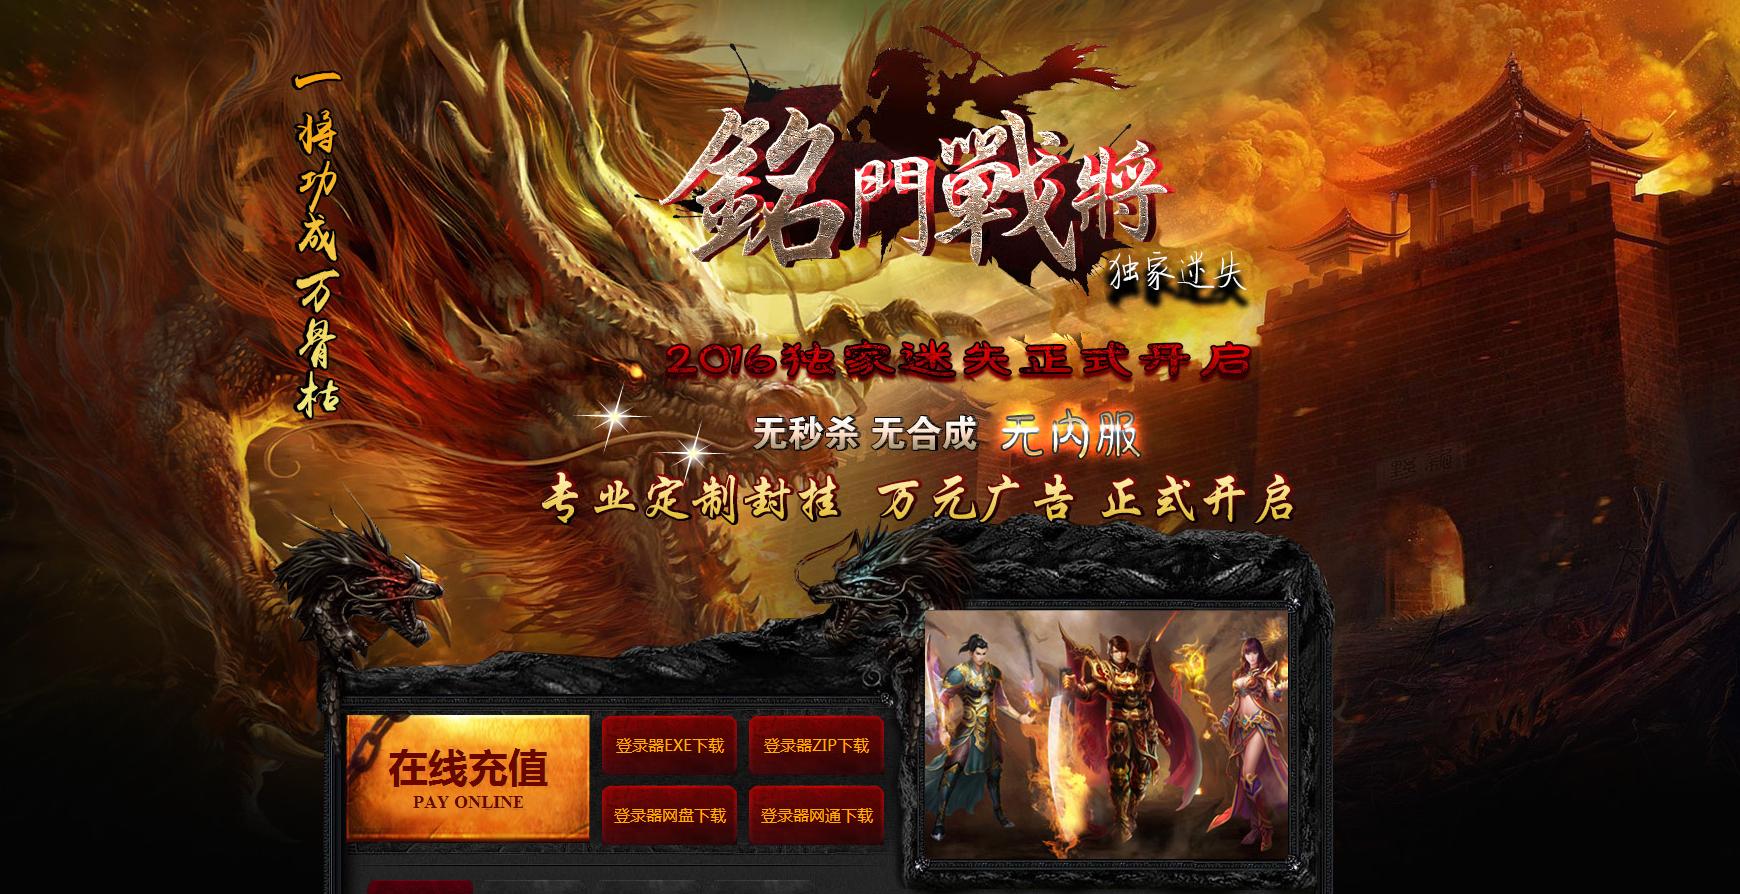 一将功成万骨枯
銘門戰將
独家迷失
2016独家迷失正式开启
无秒杀 无合成 无内服
专业定制封挂 万元广告 正式开启
在线充值
PAY ONLINE
登录器EXE下载
登录器ZIP下载
登录器网盘下载
登录器网通下载